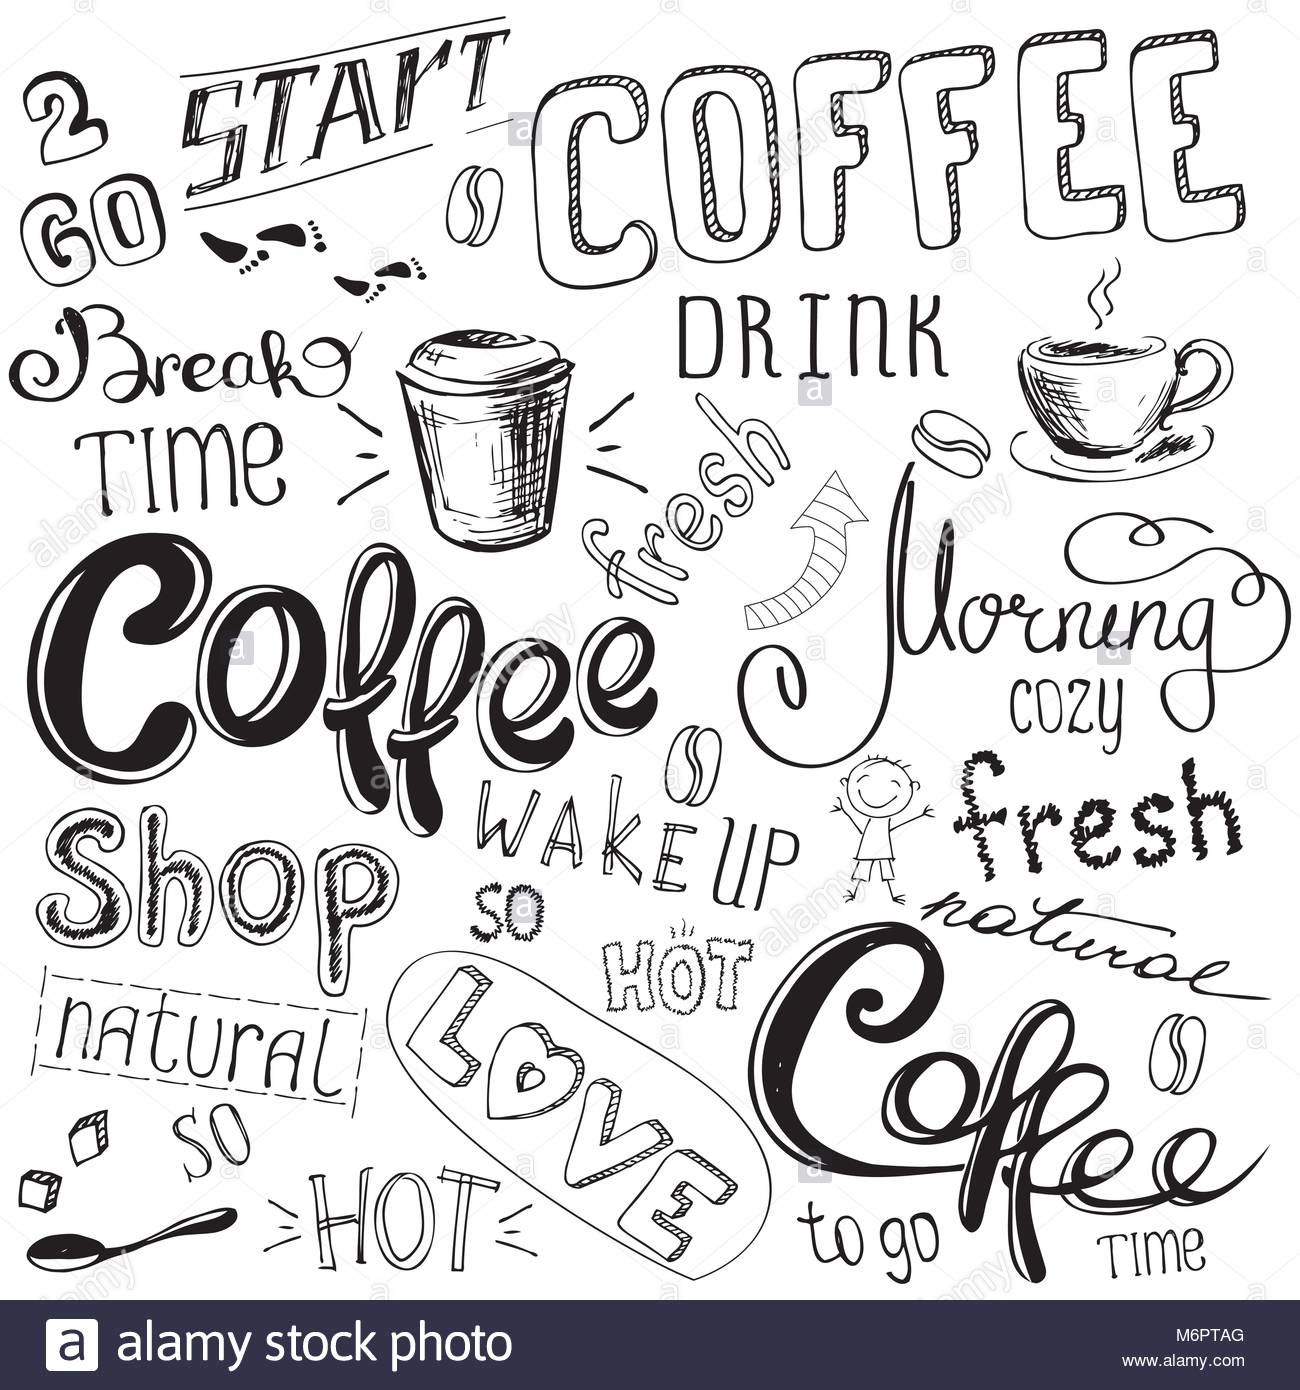 2
GO
START
COFFEE
DRINK
Break
TIME
fresh
Morning
cozy
Coffee
Shop
WAKE UP
so
HOT
fresh
natural
natural
so
HOT
LOVE
Coffee
to go
TIME
a alamy stock photo
M6PTAG
www.alamy.com